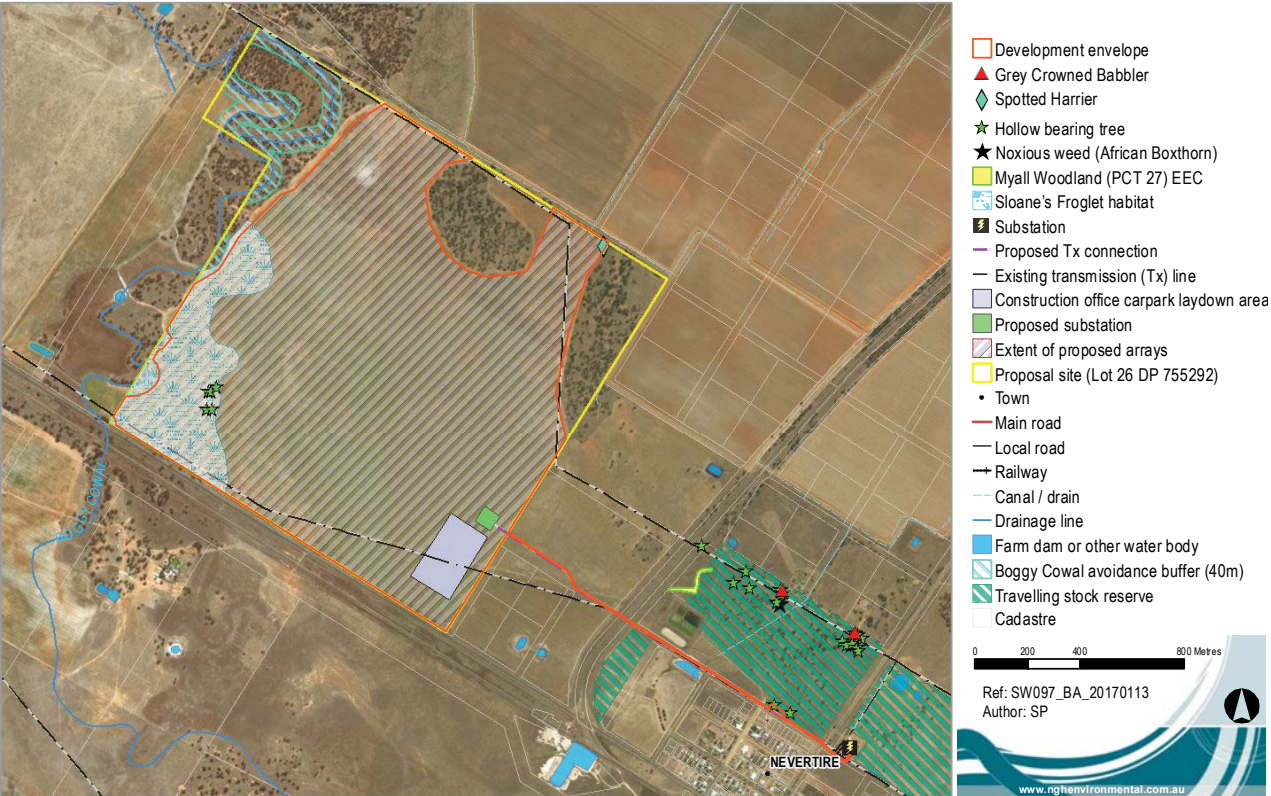 BOGGY COWAL
NEVERTIRE
Development envelope
Grey Crowned Babbler
Spotted Harrier
Hollow bearing tree
Noxious weed (African Boxthorn)
Myall Woodland (PCT 27) EEC
Sloane's Froglet habitat
Substation
Proposed Tx connection
Existing transmission (Tx) line
Construction office carpark laydown area
Proposed substation
Extent of proposed arrays
Proposal site (Lot 26 DP 755292)
Town
Main road
Local road
Railway
Canal / drain
Drainage line
Farm dam or other water body
Boggy Cowal avoidance buffer (40m)
Travelling stock reserve
Cadastre
0 200 400 800 Metres
Ref: SW097_BA_20170113
Author: SP
www.nghenvironmental.com.au